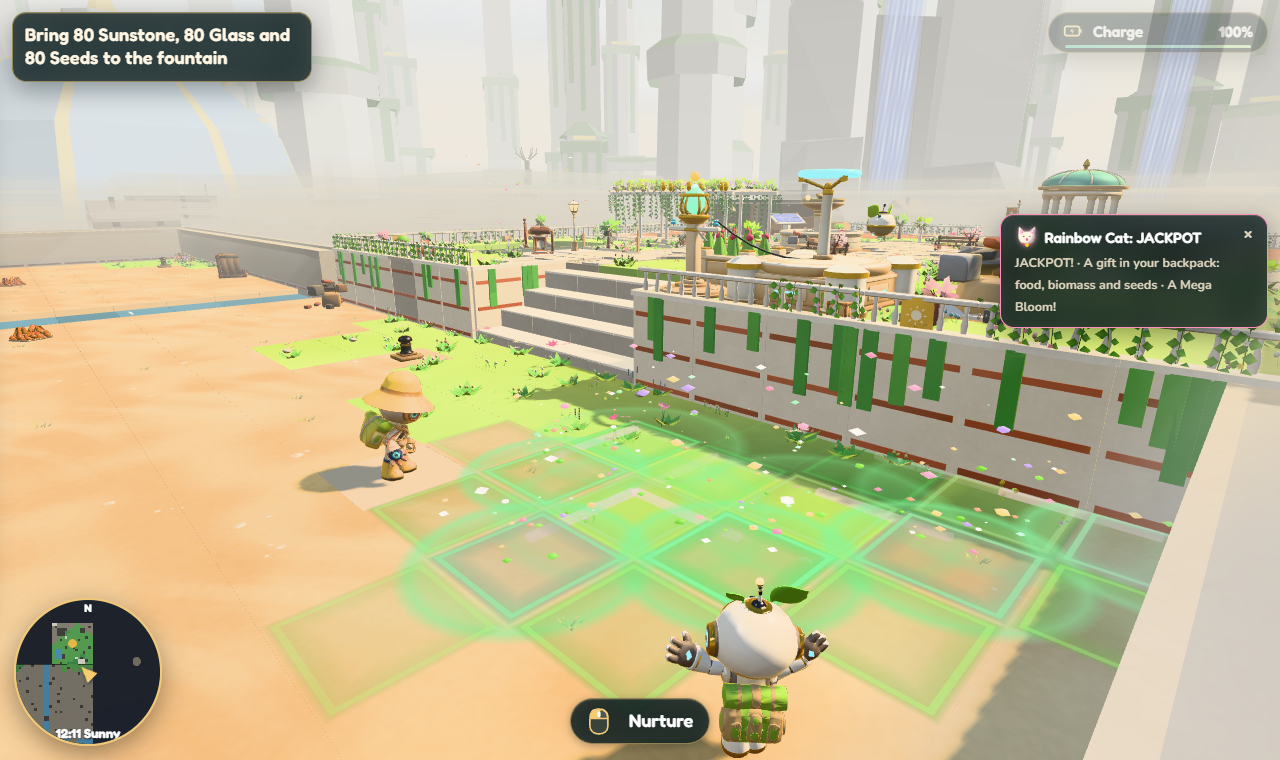 Bring 80 Sunstone, 80 Glass and
80 Seeds to the fountain
Charge 100%
Rainbow Cat: JACKPOT ×
JACKPOT! · A gift in your backpack:
food, biomass and seeds · A Mega
Bloom!
N
12:11 Sunny
Nurture